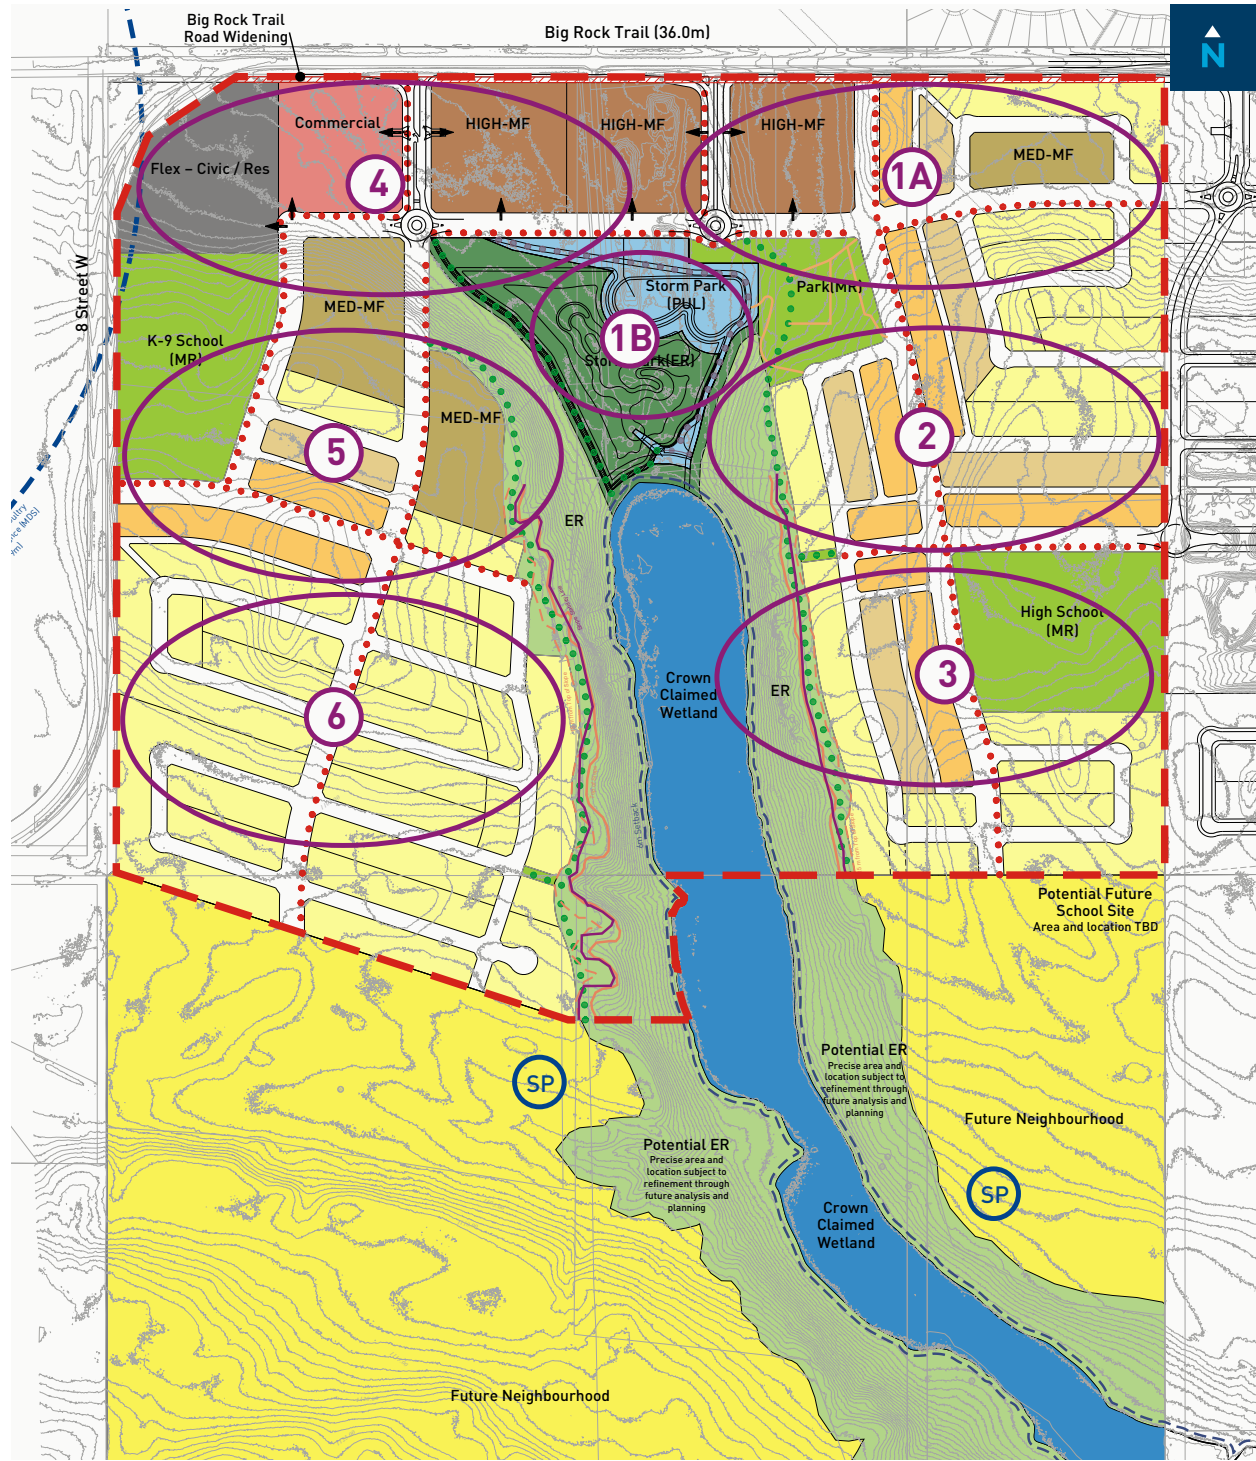 Big Rock Trail
Road Widening
Big Rock Trail (36.0m)
N
Commercial
HIGH-MF
HIGH-MF
HIGH-MF
MED-MF
Flex – Civic / Res
4
1A
8 Street W
K-9 School
(MR)
MED-MF
Storm Park
(PUL)
Park(MR)
1B
MED-MF
5
2
ER
High School
(MR)
Crown
Claimed
Wetland
ER
3
6
6m Setback
Potential Future
School Site
Area and location TBD
SP
Potential ER
Precise area and
location subject to
refinement through
future analysis and
planning
Future Neighbourhood
Potential ER
Precise area and
location subject to
refinement through
future analysis and
planning
SP
Crown
Claimed
Wetland
Future Neighbourhood